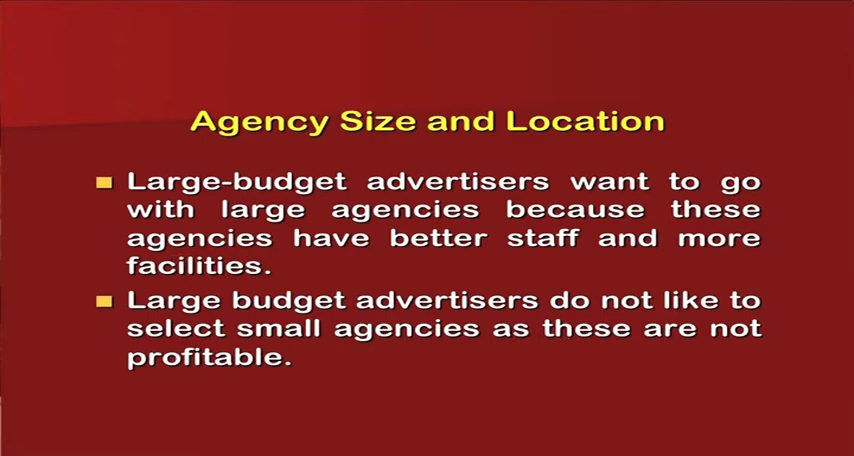 Agency Size and Location
Large-budget advertisers want to go
with large agencies because these
agencies have better staff and more
facilities.
Large budget advertisers do not like to
select small agencies as these are not
profitable.